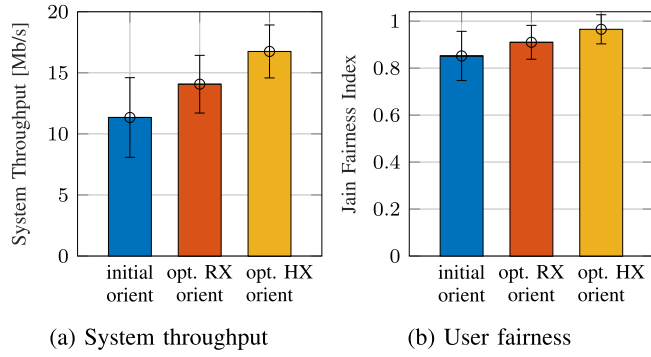 System Throughput [Mb/s]
20
15
10
5
0
initial orient
opt. RX orient
opt. HX orient
(a) System throughput
Jain Fairness Index
1
0.8
0.6
0.4
0.2
0
initial orient
opt. RX orient
opt. HX orient
(b) User fairness